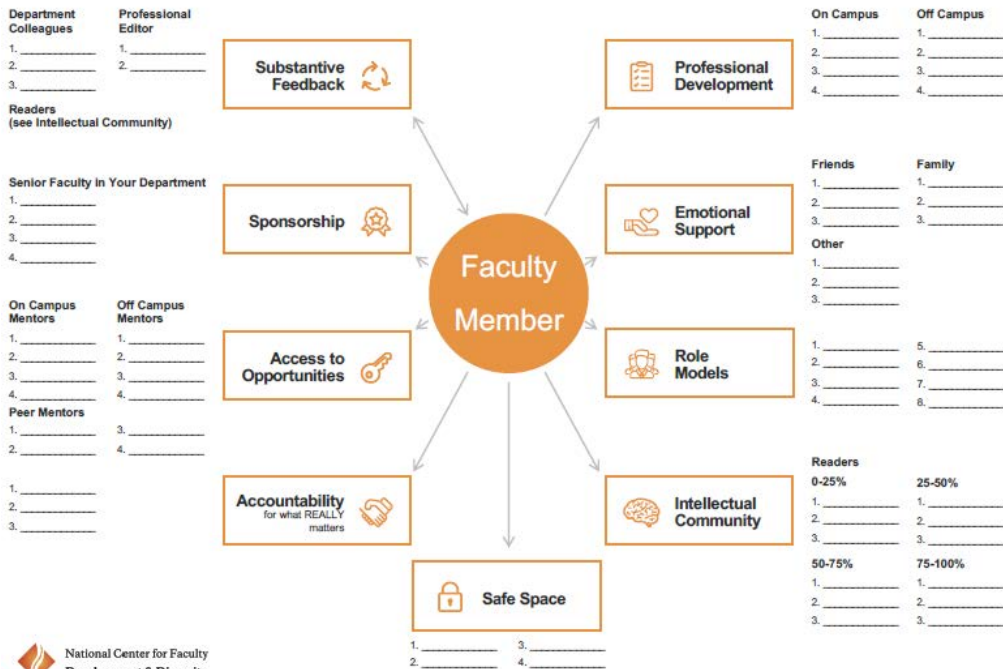 Department Colleagues
1.
2.
3.
Professional Editor
1.
2.
Readers
(see Intellectual Community)
Substantive
Feedback
Senior Faculty in Your Department
1.
2.
3.
4.
Sponsorship
On Campus
Mentors
1.
2.
3.
4.
Off Campus
Mentors
1.
2.
3.
4.
Peer Mentors
1.
2.
3.
4.
Access to
Opportunities
1.
2.
3.
Accountability
for what REALLY
matters
Faculty
Member
Safe Space
1.
2.
3.
4.
Professional
Development
On Campus
1.
2.
3.
4.
Off Campus
1.
2.
3.
4.
Emotional
Support
Friends
1.
2.
3.
Family
1.
2.
3.
Other
1.
2.
3.
Role
Models
1.
2.
3.
4.
5.
6.
7.
8.
Intellectual
Community
Readers
0-25%
1.
2.
3.
25-50%
1.
2.
3.
50-75%
1.
2.
3.
75-100%
1.
2.
3.
National Center for Faculty